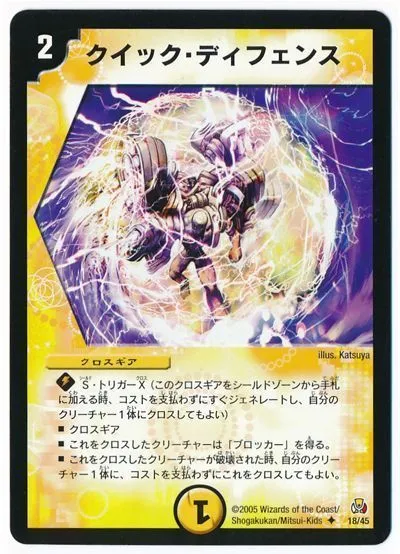 2
クイック・ディフェンス
illus. Katsuya
クロスギア
S・トリガーX(このクロスギアをシールドゾーンから手札
に加える時、コストを支払わずにすぐジェネレートし、自分の
クリーチャー1体にクロスしてもよい)
■ クロスギア
■ これをクロスしたクリーチャーは「ブロッカー」を得る。
■ これをクロスしたクリーチャーが破壊された時、自分のクリーチ
ャー1体に、コストを支払わずにこれをクロスしてもよい。
1
©2005 Wizards of the Coast/
Shogakukan/Mitsui-Kids
18/45